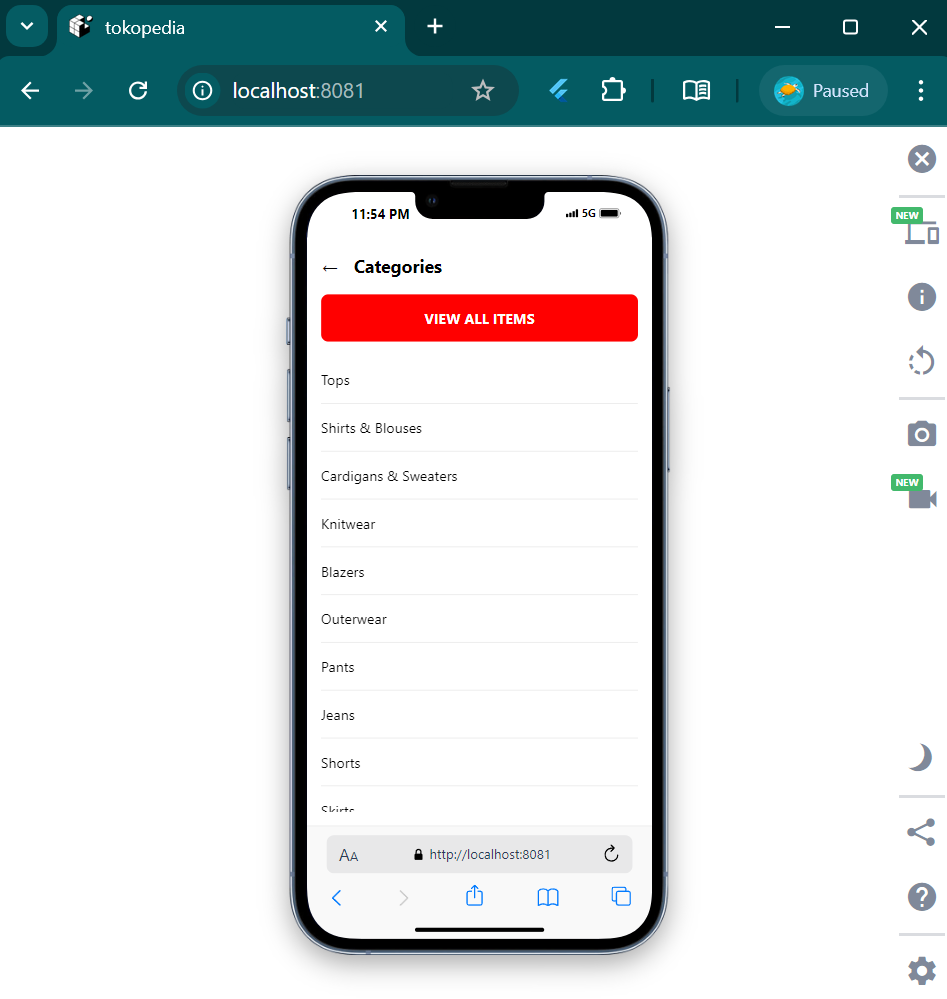 tokopedia
localhost:8081
Paused
NEW
11:54 PM
5G
← Categories
VIEW ALL ITEMS
Tops
Shirts & Blouses
Cardigans & Sweaters
Knitwear
NEW
Blazers
Outerwear
Pants
Jeans
Shorts
Skirts
AA
http://localhost:8081